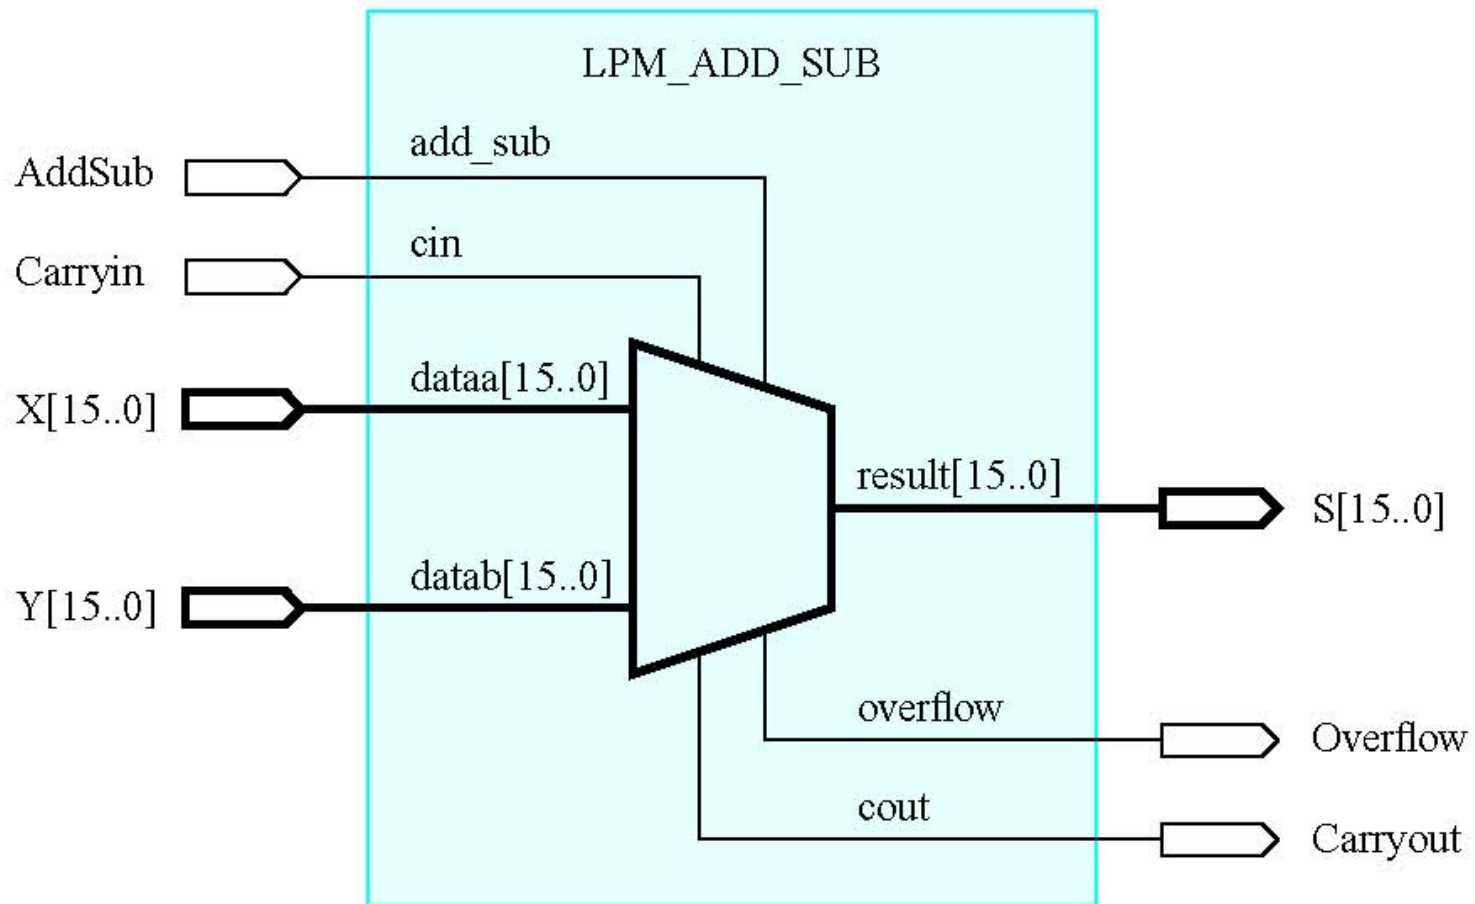 LPM_ADD_SUB
AddSub
add_sub
Carryin
cin
X[15..0]
dataa[15..0]
Y[15..0]
datab[15..0]
result[15..0]
S[15..0]
overflow
Overflow
cout
Carryout